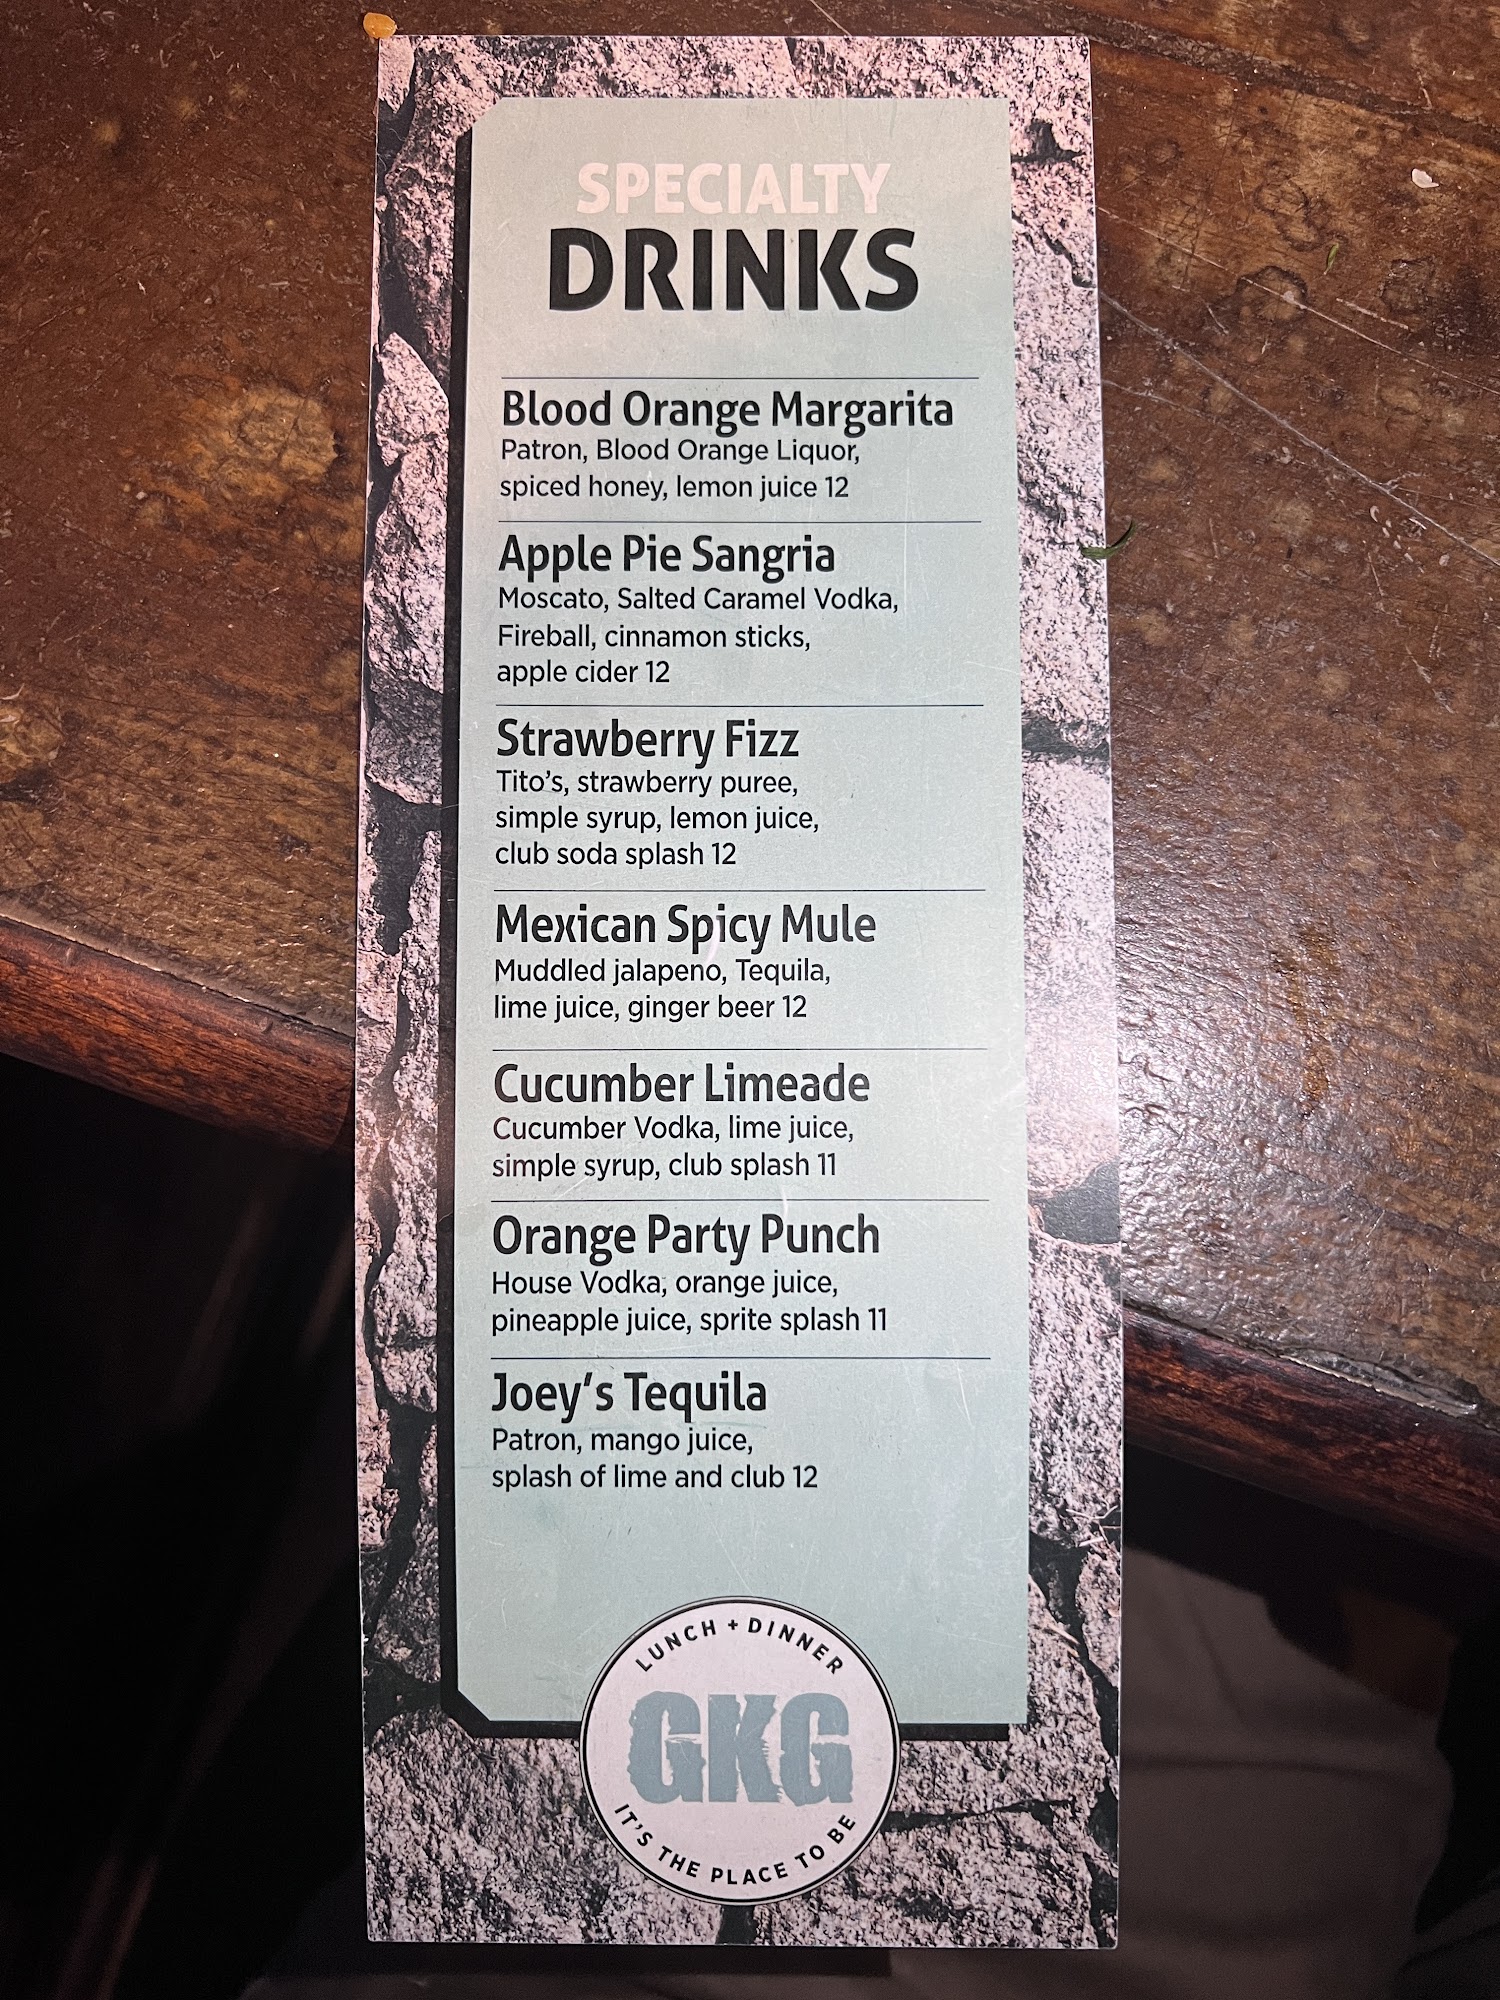 SPECIALTY
DRINKS
Blood Orange Margarita
Patron, Blood Orange Liquor,
spiced honey, lemon juice 12
Apple Pie Sangria
Moscato, Salted Caramel Vodka,
Fireball, cinnamon sticks,
apple cider 12
Strawberry Fizz
Tito's, strawberry puree,
simple syrup, lemon juice,
club soda splash 12
Mexican Spicy Mule
Muddled jalapeno, Tequila,
lime juice, ginger beer 12
Cucumber Limeade
Cucumber Vodka, lime juice,
simple syrup, club splash 11
Orange Party Punch
House Vodka, orange juice,
pineapple juice, sprite splash 11
Joey's Tequila
Patron, mango juice,
splash of lime and club 12
LUNCH + DINNER
GKG
IT'S THE PLACE TO BE